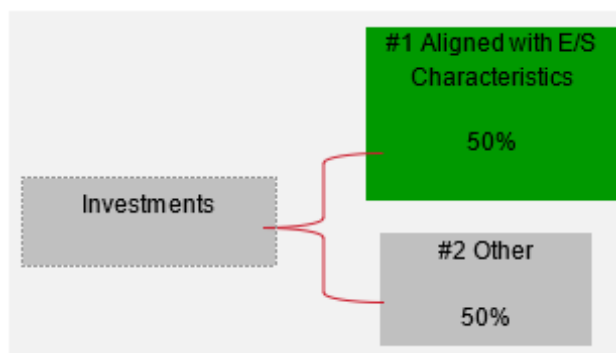 #1 Aligned with E/S
Characteristics
50%
Investments
#2 Other
50%